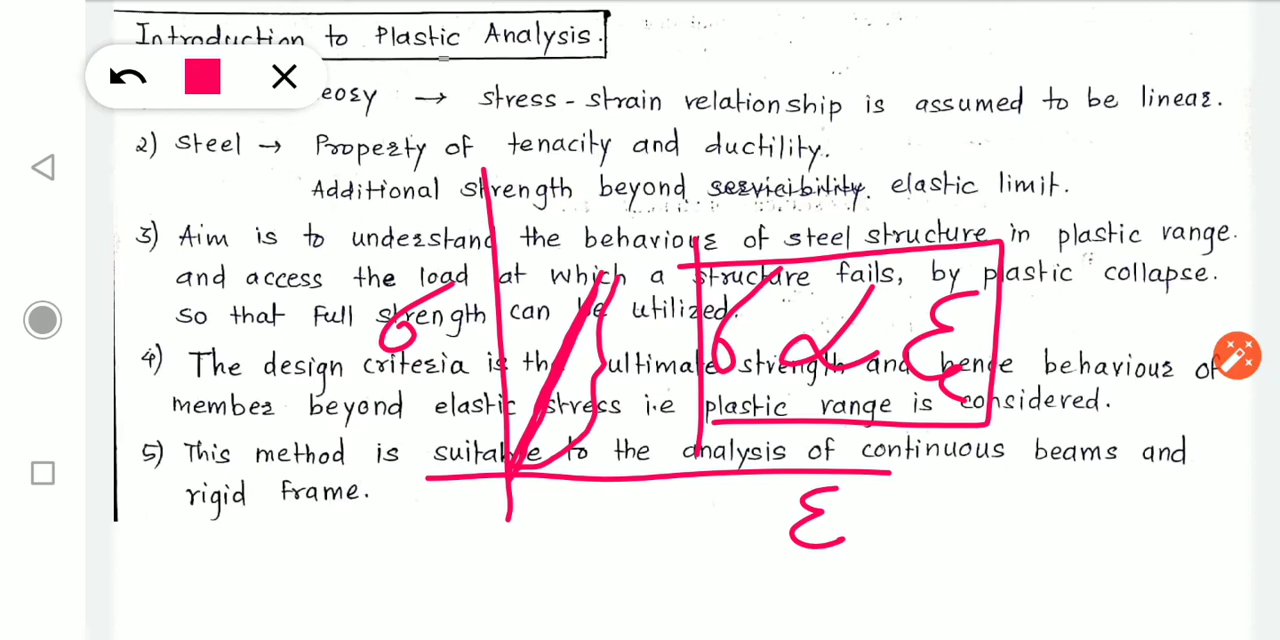 Introduction to Plastic Analysis.
→ stress - strain relationship is assumed to be linear.
2) Steel → Property of tenacity and ductility.
Additional strength beyond servicibility. elastic limit.
3) Aim is to understand the behaviour of steel structure in plastic range.
and access the load at which a structure fails, by plastic collapse.
so that full strength can be utilized.
4) The design criteria is the ultimate strength and hence behaviour of
member beyond elastic stress i.e plastic range is considered.
5) This method is suitable to the analysis of continuous beams and
rigid frame.
σ
σ α ε
ε